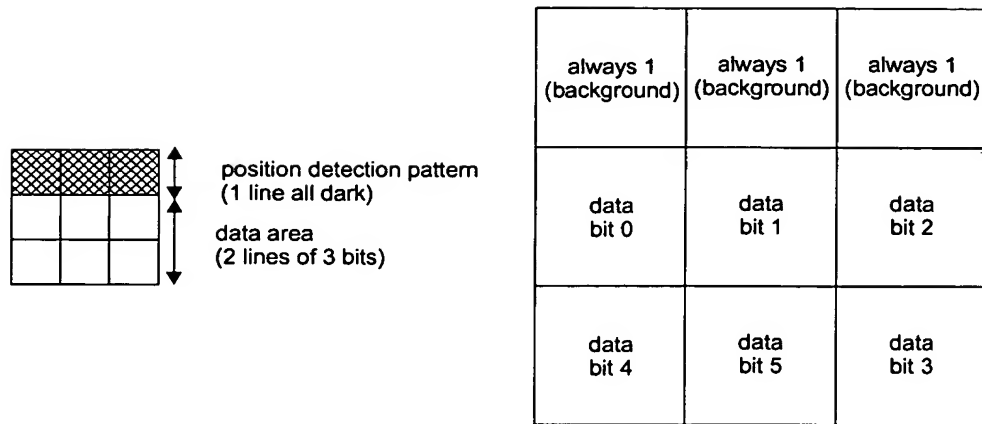 position detection pattern
(1 line all dark)
data area
(2 lines of 3 bits)
always 1
(background)
always 1
(background)
always 1
(background)
data
bit 0
data
bit 1
data
bit 2
data
bit 4
data
bit 5
data
bit 3